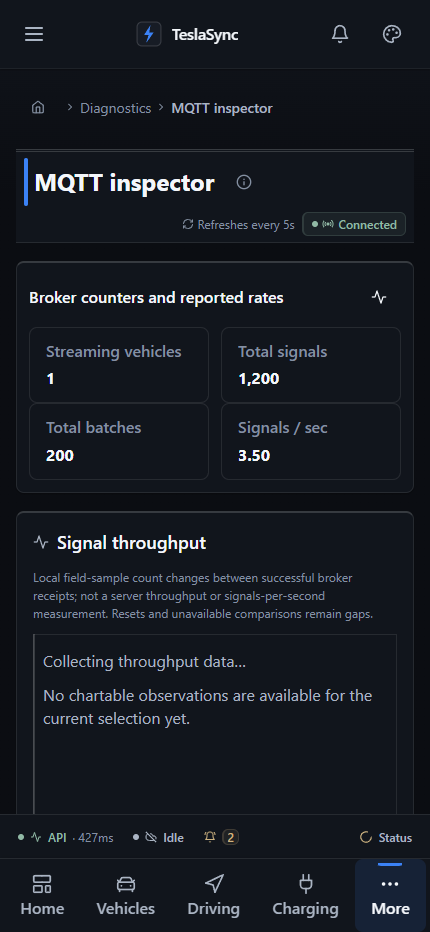 TeslaSync
Diagnostics
MQTT inspector
MQTT inspector
Refreshes every 5s
Connected
Broker counters and reported rates
Streaming vehicles
1
Total signals
1,200
Total batches
200
Signals / sec
3.50
Signal throughput
Local field-sample count changes between successful broker
receipts; not a server throughput or signals-per-second
measurement. Resets and unavailable comparisons remain gaps.
Collecting throughput data...
No chartable observations are available for the
current selection yet.
API · 427ms
Idle
2
Status
Home
Vehicles
Driving
Charging
More